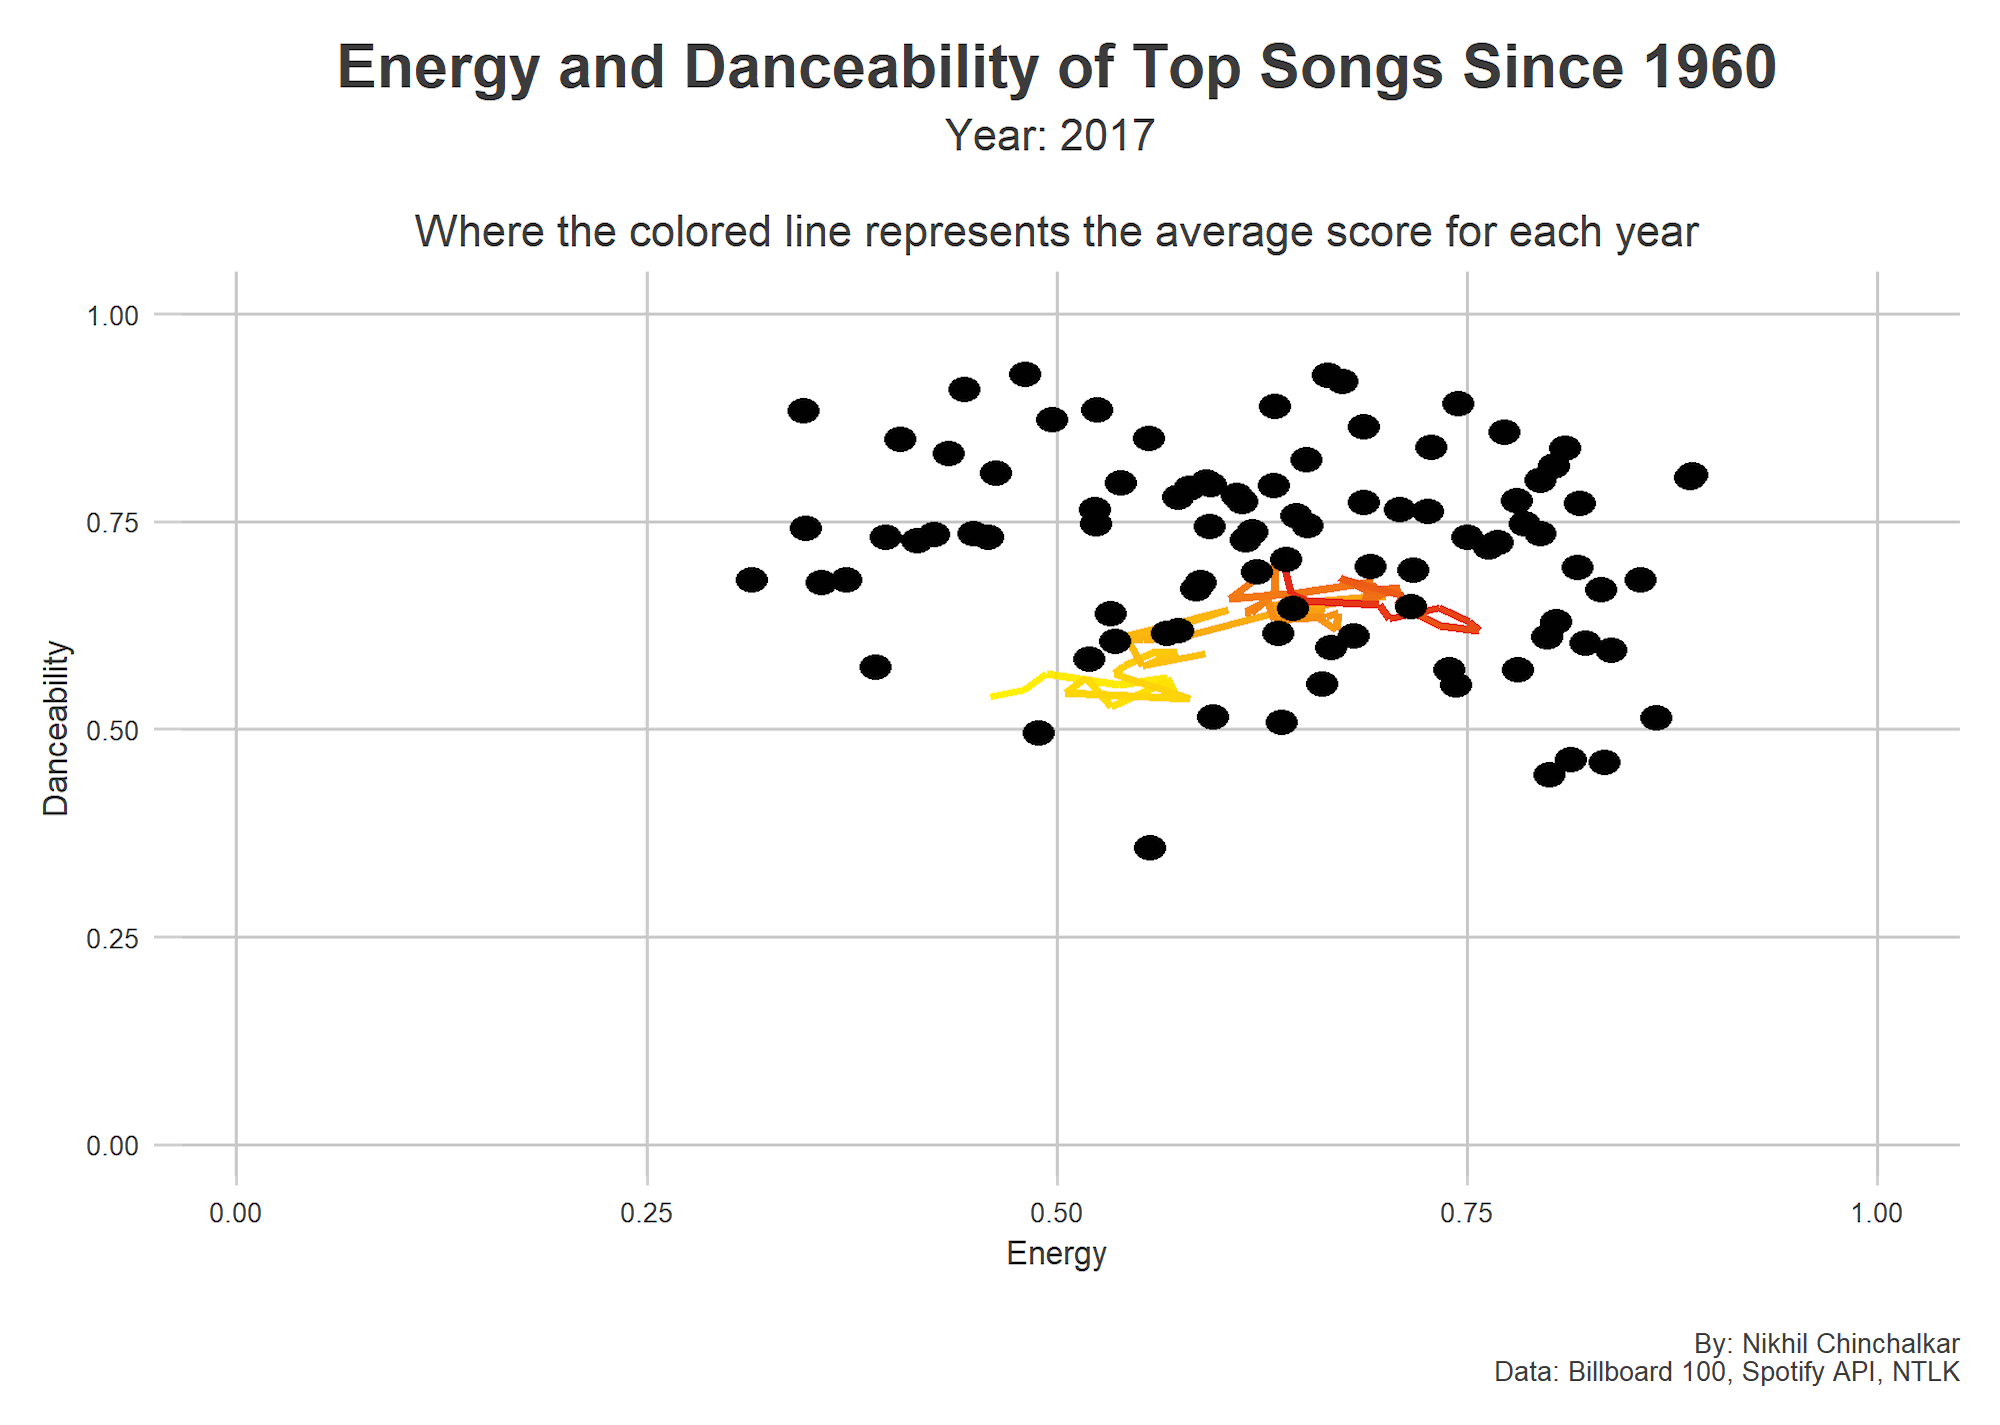 Energy and Danceability of Top Songs Since 1960
Year: 2017
Where the colored line represents the average score for each year
1.00
0.75
0.50
0.25
0.00
Danceability
0.00 0.25 0.50 0.75 1.00
Energy
By: Nikhil Chinchalkar
Data: Billboard 100, Spotify API, NTLK